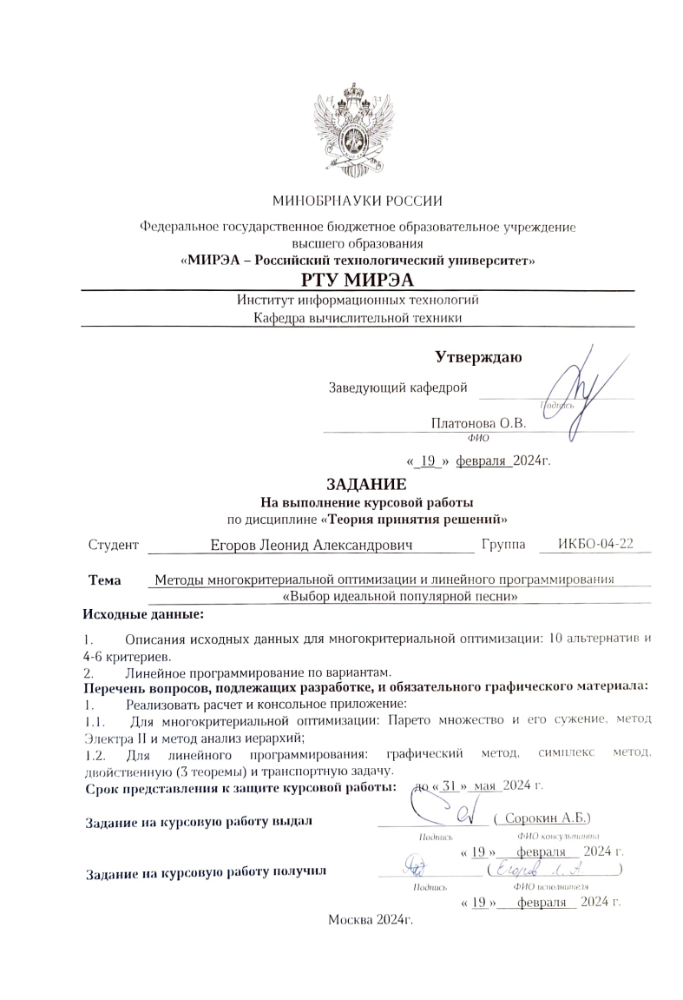 МИНОБРНАУКИ РОССИИ
Федеральное государственное бюджетное образовательное учреждение
высшего образования
«МИРЭА – Российский технологический университет»
РТУ МИРЭА
Институт информационных технологий
Кафедра вычислительной техники
Утверждаю
Заведующий кафедрой
Подпись
Платонова О.В.
ФИО
« 19 » февраля 2024г.
ЗАДАНИЕ
На выполнение курсовой работы
по дисциплине «Теория принятия решений»
Студент Егоров Леонид Александрович Группа ИКБО-04-22
Тема Методы многокритериальной оптимизации и линейного программирования
«Выбор идеальной популярной песни»
Исходные данные:
1. Описания исходных данных для многокритериальной оптимизации: 10 альтернатив и
4-6 критериев.
2. Линейное программирование по вариантам.
Перечень вопросов, подлежащих разработке, и обязательного графического материала:
1. Реализовать расчет и консольное приложение:
1.1. Для многокритериальной оптимизации: Парето множество и его сужение, метод
Электра II и метод анализ иерархий;
1.2. Для линейного программирования: графический метод, симплекс метод,
двойственную (3 теоремы) и транспортную задачу.
Срок представления к защите курсовой работы: до « 31 » мая 2024 г.
Задание на курсовую работу выдал ( Сорокин А.Б.)
Подпись ФИО консультанта
« 19 » февраля 2024 г.
Задание на курсовую работу получил ( Егоров Л. А. )
Подпись ФИО исполнителя
« 19 » февраля 2024 г.
Москва 2024г.